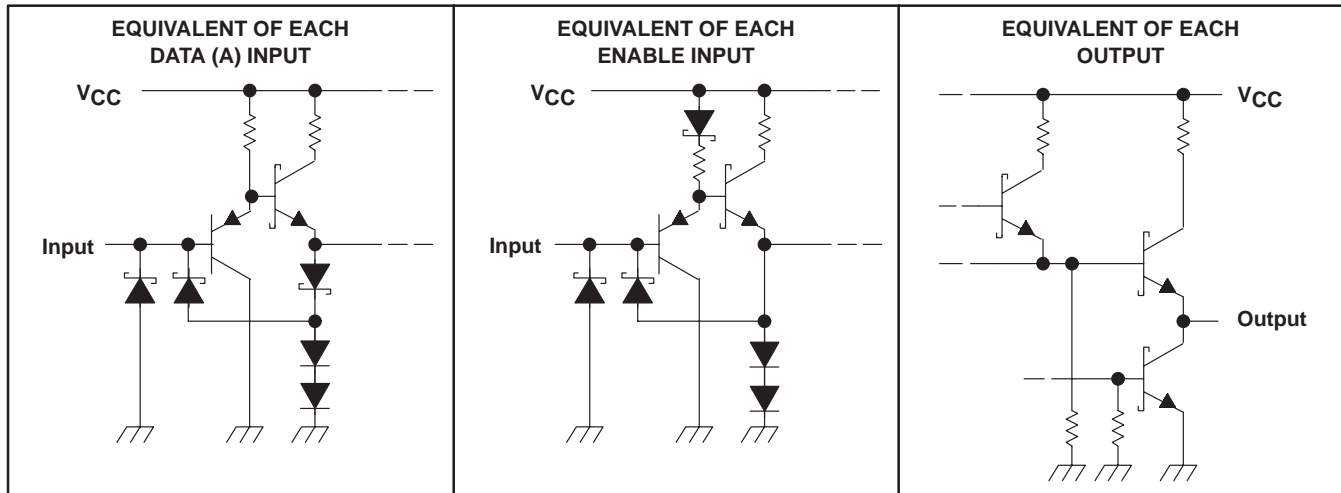 EQUIVALENT OF EACH
DATA (A) INPUT
VCC
Input
EQUIVALENT OF EACH
ENABLE INPUT
VCC
Input
EQUIVALENT OF EACH
OUTPUT
VCC
Output